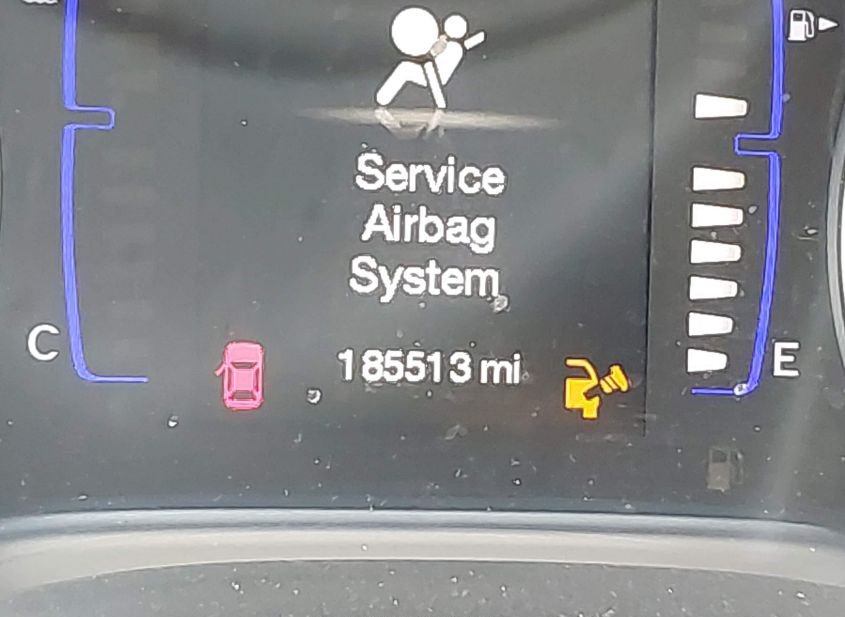 Service
Airbag
System
C
185513 mi
E